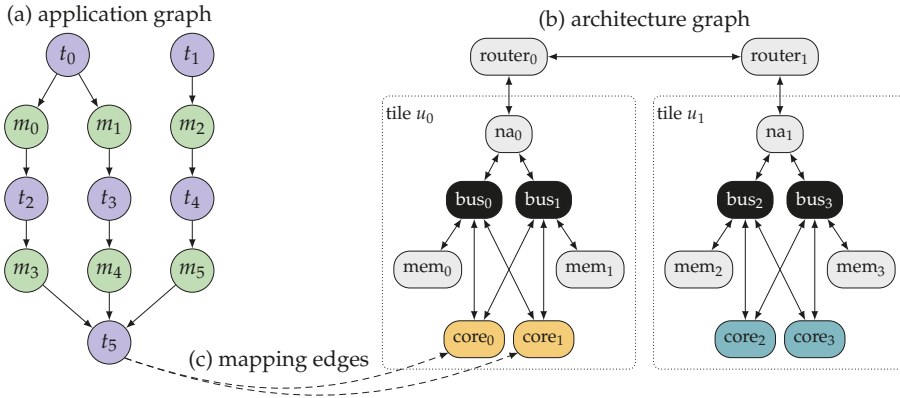 (a) application graph
(b) architecture graph
t₀ t₁
router₀ router₁
tile u₀ tile u₁
m₀ m₁ m₂
na₀ na₁
t₂ t₃ t₄
bus₀ bus₁ bus₂ bus₃
m₃ m₄ m₅
mem₀ mem₁ mem₂ mem₃
t₅
core₀ core₁ core₂ core₃
(c) mapping edges